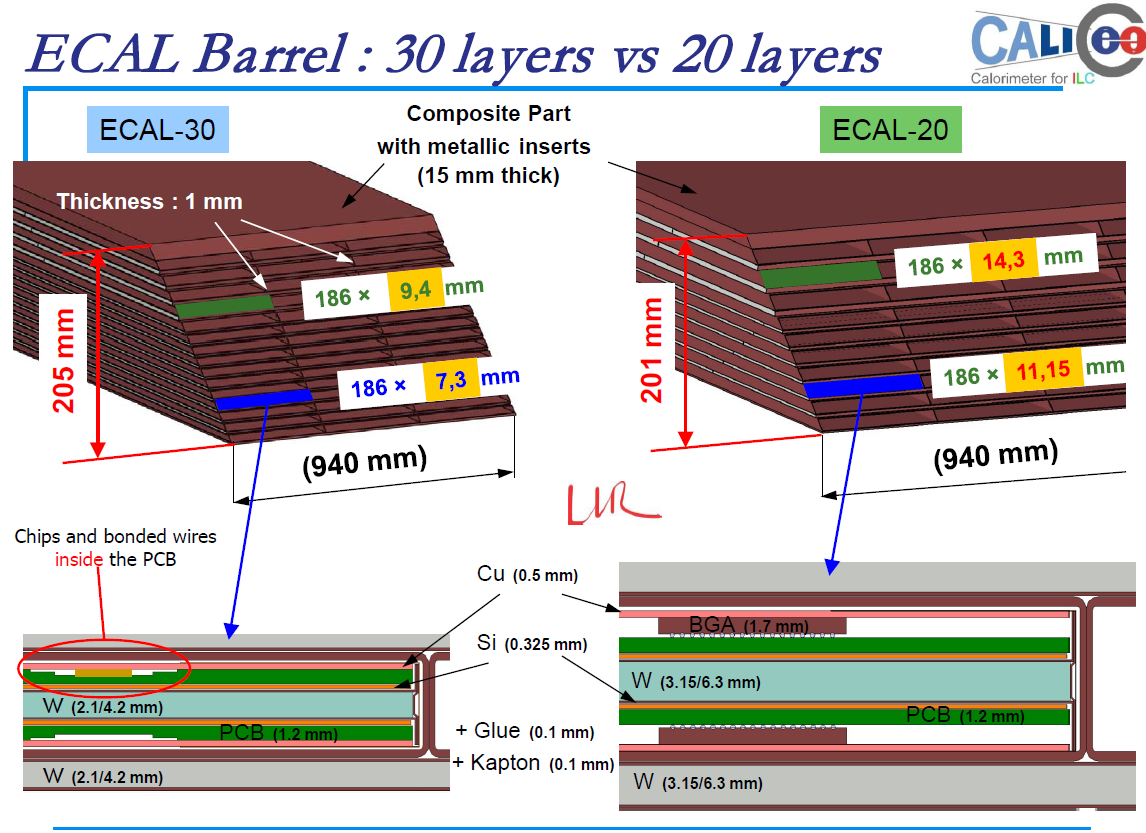 ECAL Barrel : 30 layers vs 20 layers
CALICE
Calorimeter for ILC
ECAL-30
Composite Part
with metallic inserts
(15 mm thick)
ECAL-20
Thickness : 1 mm
186 × 9,4 mm
186 × 7,3 mm
205 mm
(940 mm)
186 × 14,3 mm
186 × 11,15 mm
201 mm
(940 mm)
LLR
Chips and bonded wires
inside the PCB
Cu (0.5 mm)
Si (0.325 mm)
+ Glue (0.1 mm)
+ Kapton (0.1 mm)
W (2.1/4.2 mm)
PCB (1.2 mm)
W (2.1/4.2 mm)
BGA (1.7 mm)
W (3.15/6.3 mm)
PCB (1.2 mm)
W (3.15/6.3 mm)